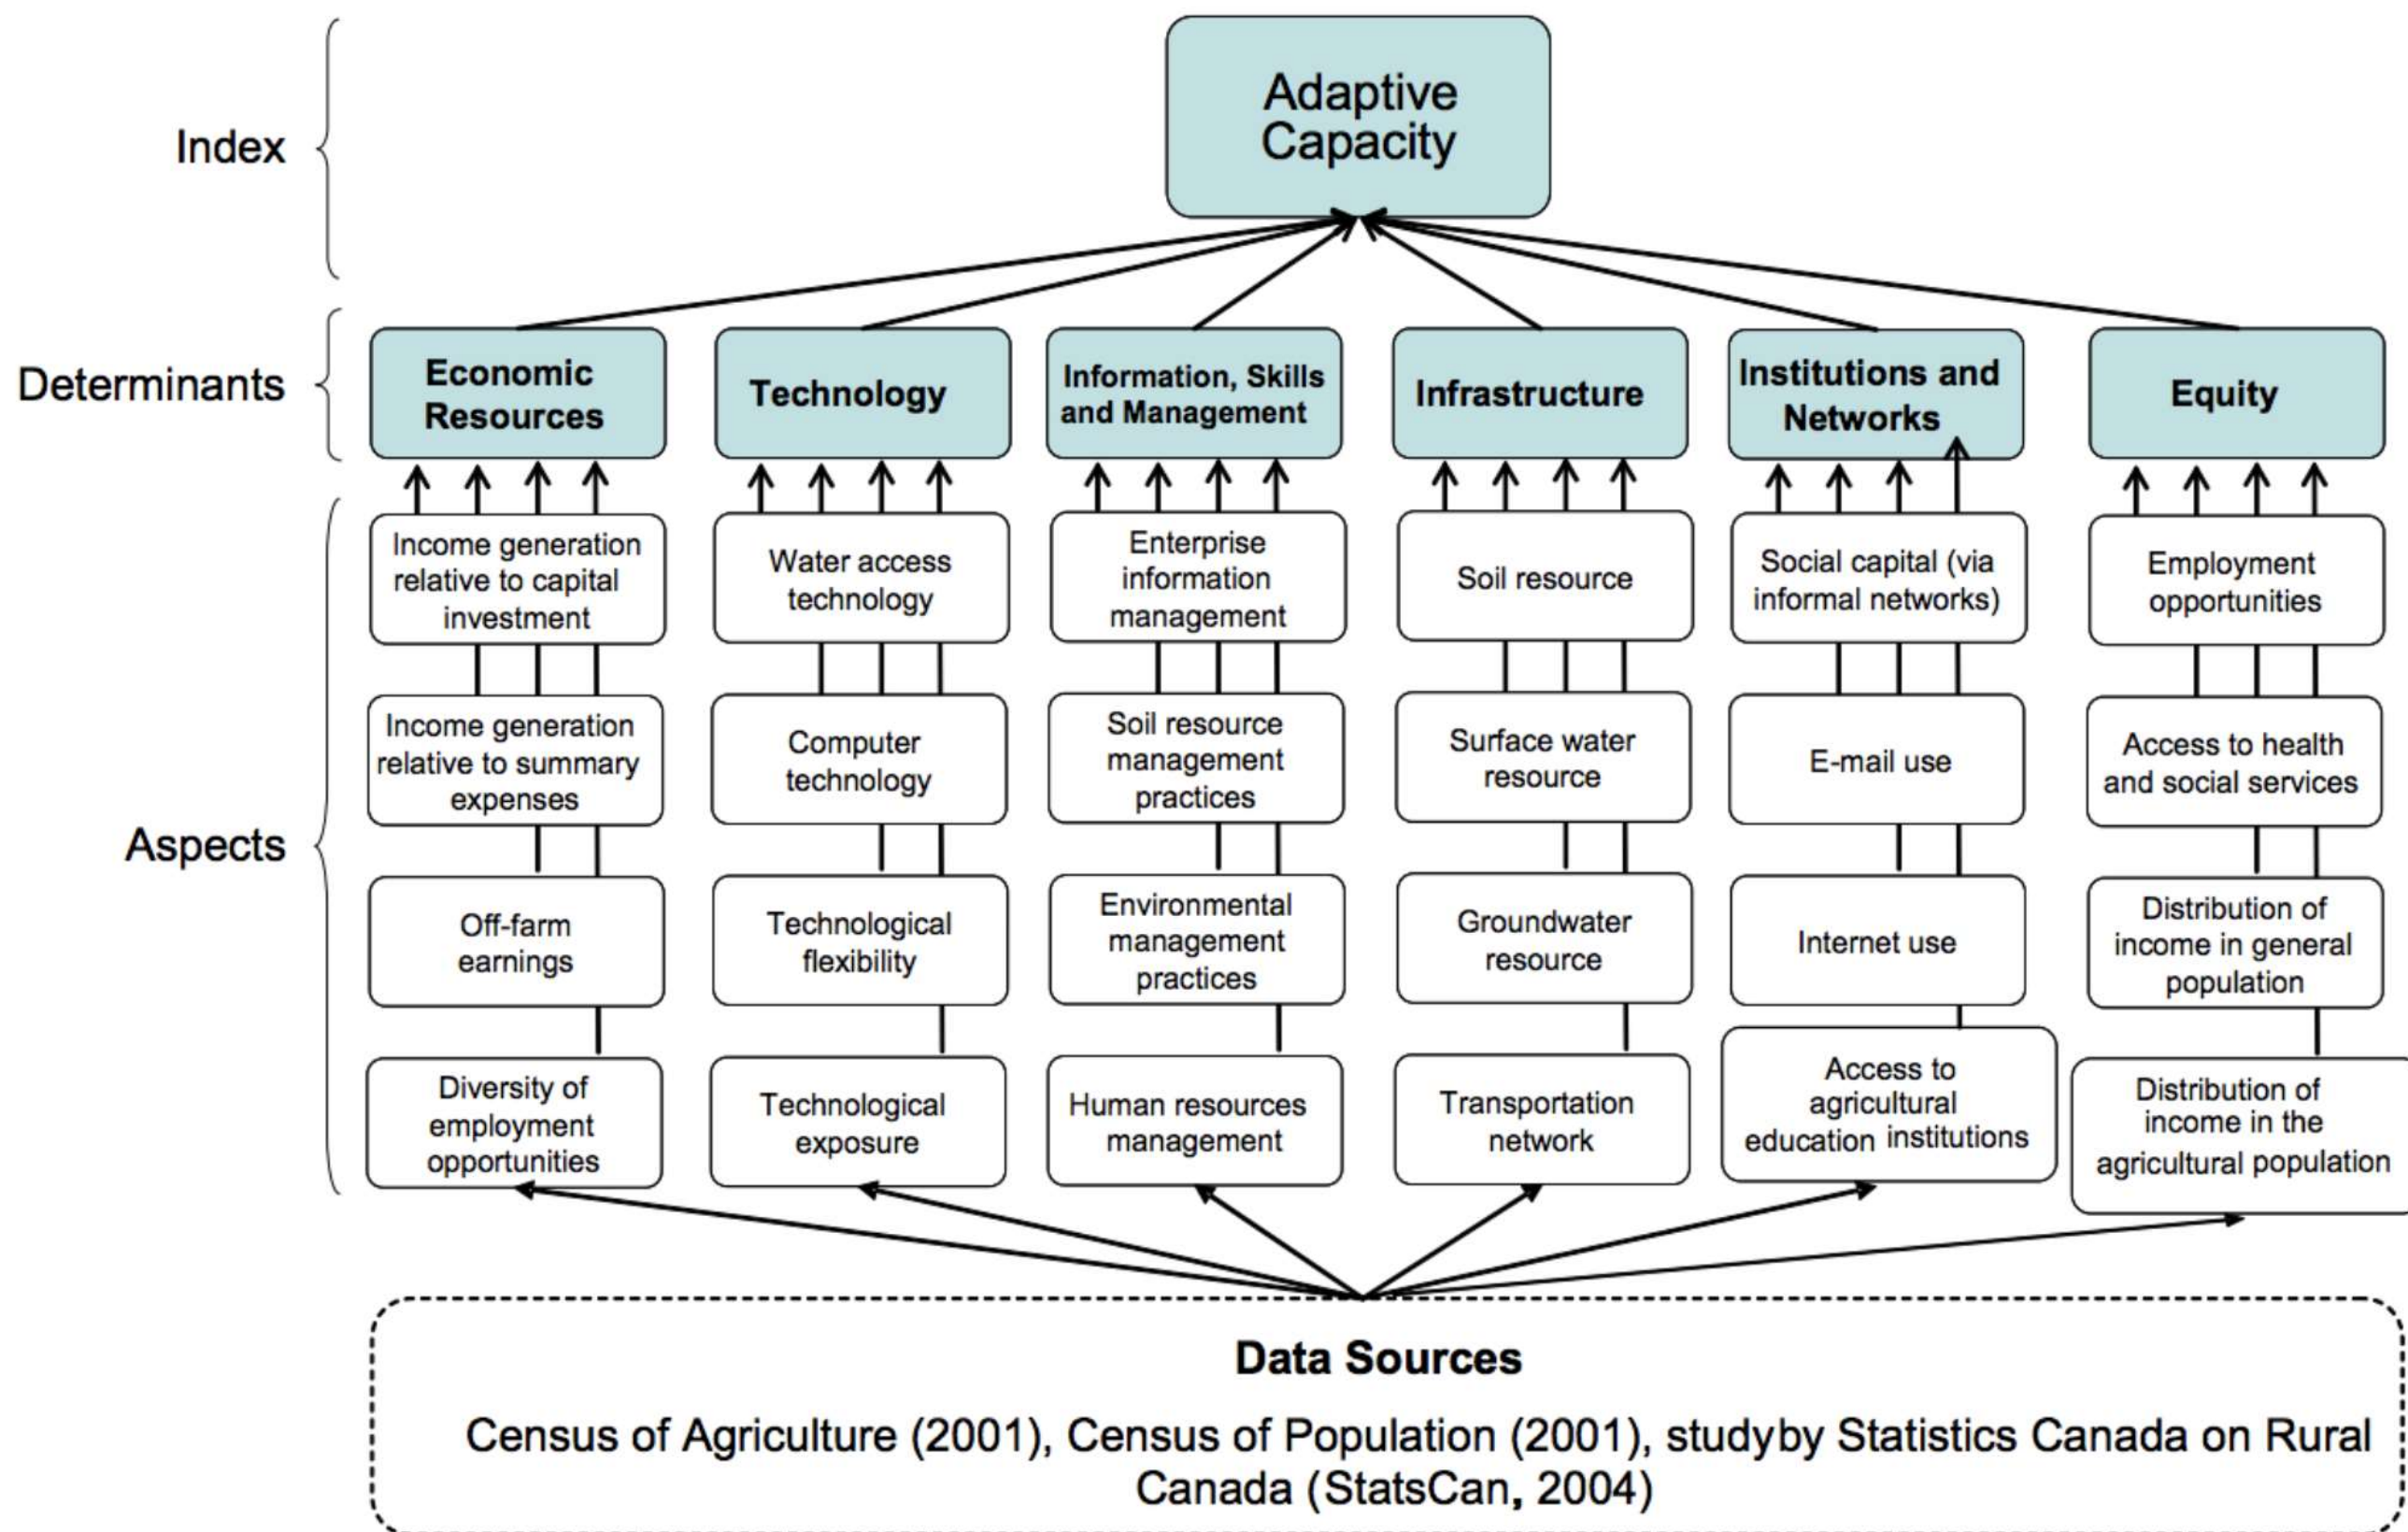 Index
Adaptive
Capacity
Determinants
Economic
Resources
Technology
Information, Skills
and Management
Infrastructure
Institutions and
Networks
Equity
Aspects
Income generation
relative to capital
investment
Water access
technology
Enterprise
information
management
Soil resource
Social capital (via
informal networks)
Employment
opportunities
Income generation
relative to summary
expenses
Computer
technology
Soil resource
management
practices
Surface water
resource
E-mail use
Access to health
and social services
Off-farm
earnings
Technological
flexibility
Environmental
management
practices
Groundwater
resource
Internet use
Distribution of
income in general
population
Diversity of
employment
opportunities
Technological
exposure
Human resources
management
Transportation
network
Access to
agricultural
education institutions
Distribution of
income in the
agricultural population
Data Sources
Census of Agriculture (2001), Census of Population (2001), studyby Statistics Canada on Rural
Canada (StatsCan, 2004)